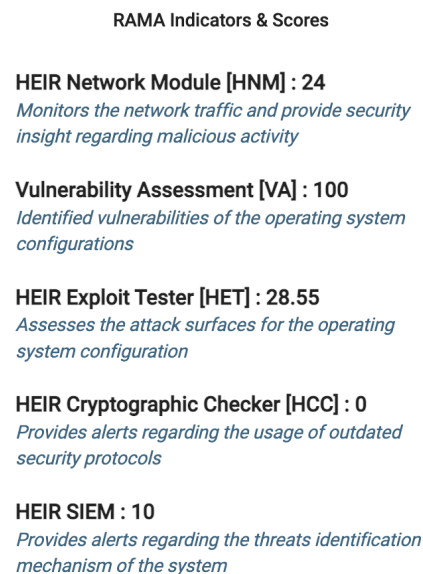 RAMA Indicators & Scores
HEIR Network Module [HNM] : 24
Monitors the network traffic and provide security
insight regarding malicious activity
Vulnerability Assessment [VA] : 100
Identified vulnerabilities of the operating system
configurations
HEIR Exploit Tester [HET] : 28.55
Assesses the attack surfaces for the operating
system configuration
HEIR Cryptographic Checker [HCC] : 0
Provides alerts regarding the usage of outdated
security protocols
HEIR SIEM : 10
Provides alerts regarding the threats identification
mechanism of the system